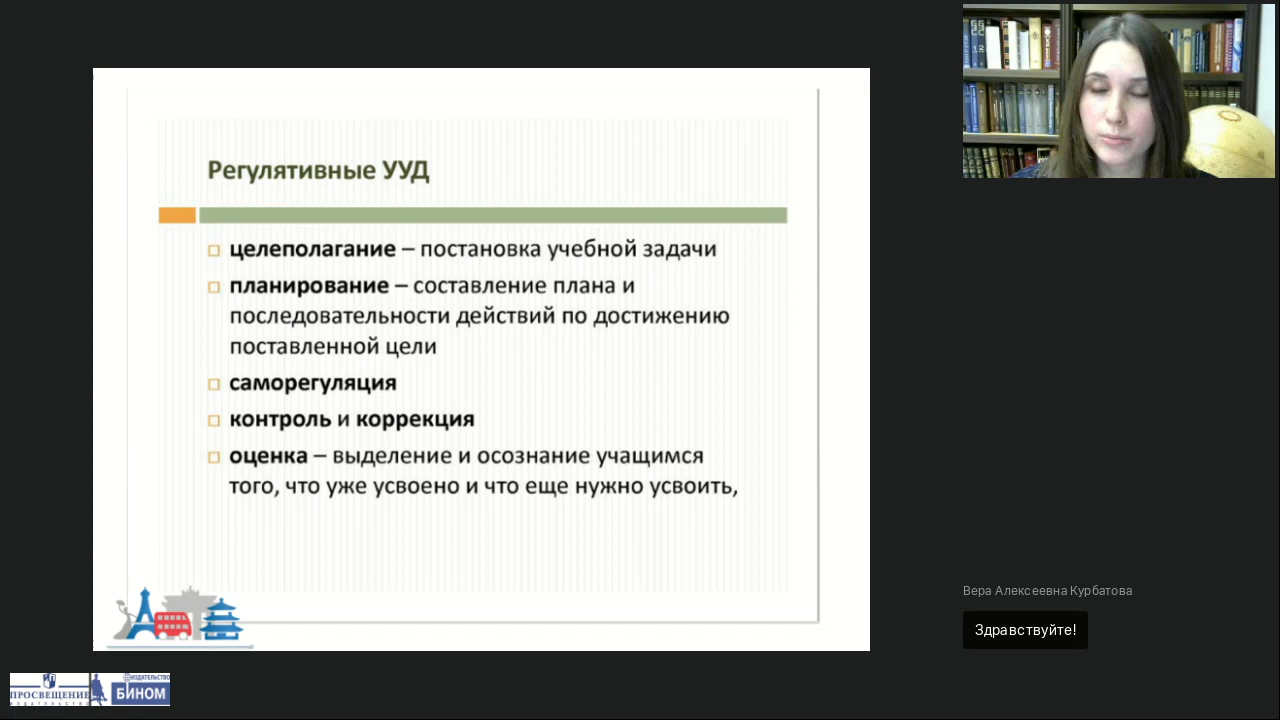 Регулятивные УУД
целеполагание – постановка учебной задачи
планирование – составление плана и
последовательности действий по достижению
поставленной цели
саморегуляция
контроль и коррекция
оценка – выделение и осознание учащимся
того, что уже усвоено и что еще нужно усвоить,
Вера Алексеевна Курбатова
Здравствуйте!
ПРОСВЕЩЕНИЕ
ИЗДАТЕЛЬСТВО
ИЗДАТЕЛЬСТВО
БИНОМ